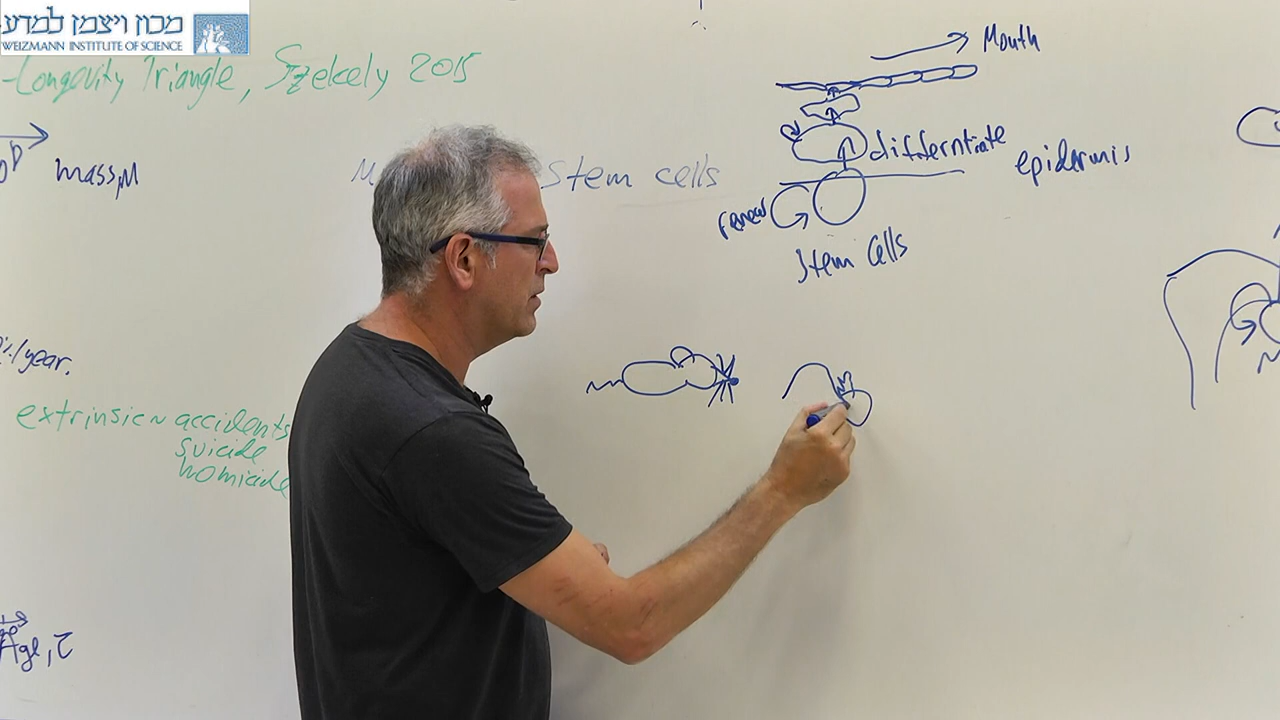 מכון ויצמן למדע
WEIZMANN INSTITUTE OF SCIENCE
-Longevity Triangle, Szekely 2015
mass, M
Stem cells
Mouth
differntiate
epidermis
renew
Stem Cells
%/year.
extrinsic ~ accidents
suicide
homicide
Age, τ